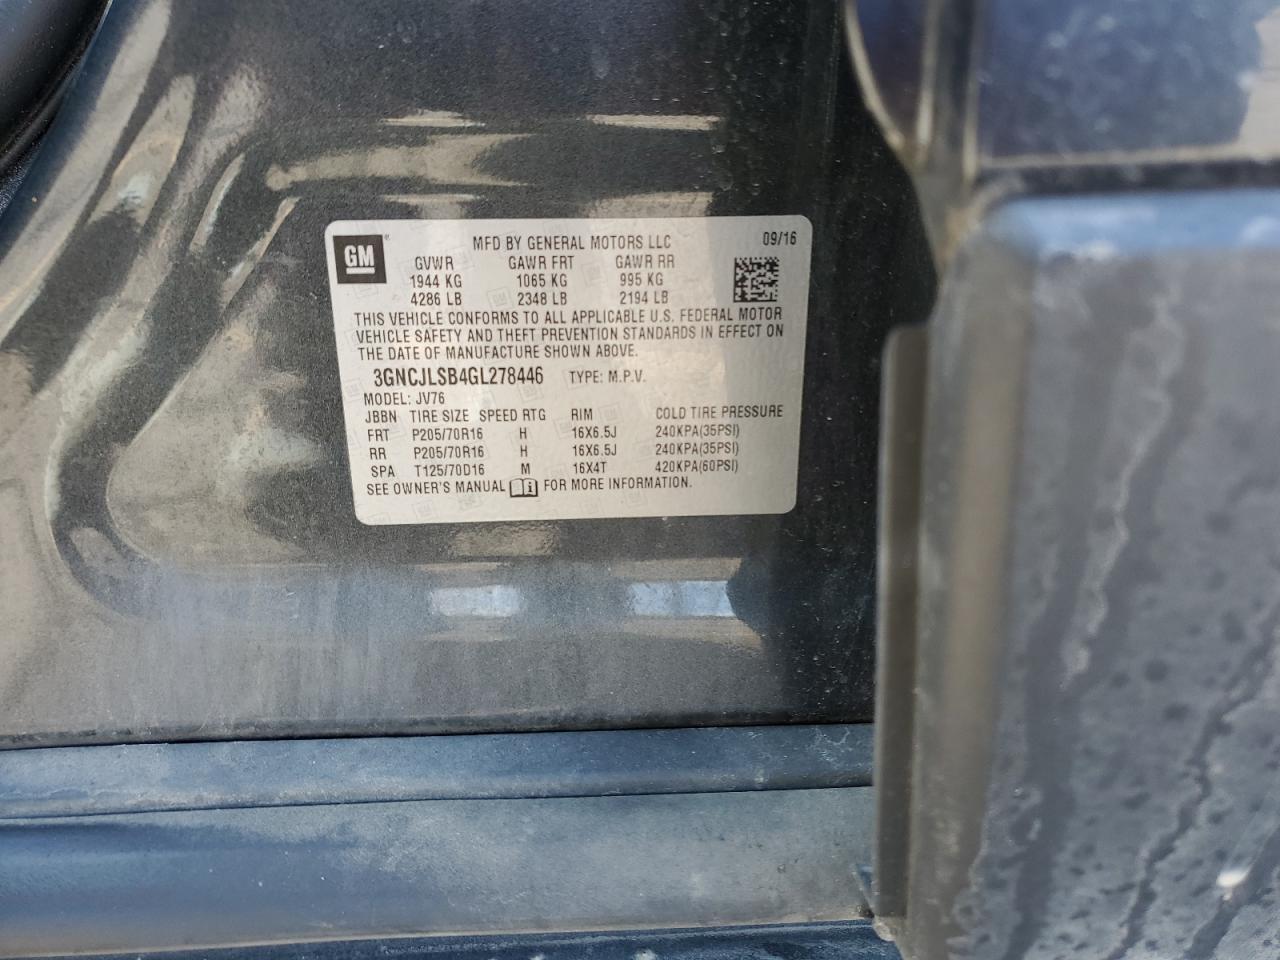 GM ® MFD BY GENERAL MOTORS LLC 09/16
GVWR GAWR FRT GAWR RR
1944 KG 1065 KG 995 KG
4286 LB 2348 LB 2194 LB
THIS VEHICLE CONFORMS TO ALL APPLICABLE U.S. FEDERAL MOTOR
VEHICLE SAFETY AND THEFT PREVENTION STANDARDS IN EFFECT ON
THE DATE OF MANUFACTURE SHOWN ABOVE.
3GNCJLSB4GL278446 TYPE: M.P.V.
MODEL: JV76
JBBN TIRE SIZE SPEED RTG RIM COLD TIRE PRESSURE
FRT P205/70R16 H 16X6.5J 240KPA(35PSI)
RR P205/70R16 H 16X6.5J 240KPA(35PSI)
SPA T125/70D16 M 16X4T 420KPA(60PSI)
SEE OWNER'S MANUAL FOR MORE INFORMATION.